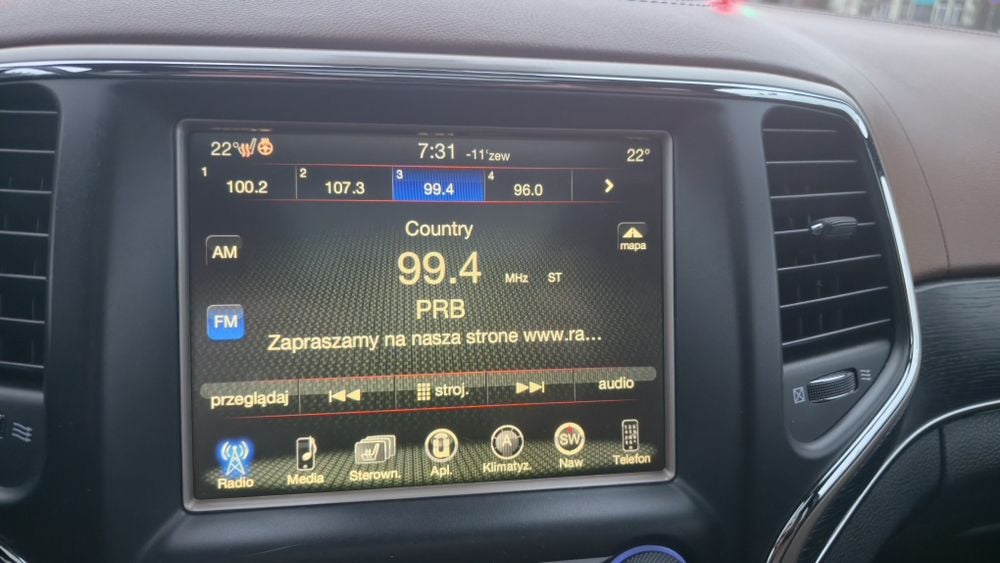 22° 7:31 -11°zew 22°
1 100.2 2 107.3 3 99.4 4 96.0
Country
mapa
AM
99.4 MHz ST
PRB
FM
Zapraszamy na nasza strone www.ra...
przeglądaj stroj. audio
A SW
Radio Media Sterown. Apl. Klimatyz. Naw Telefon